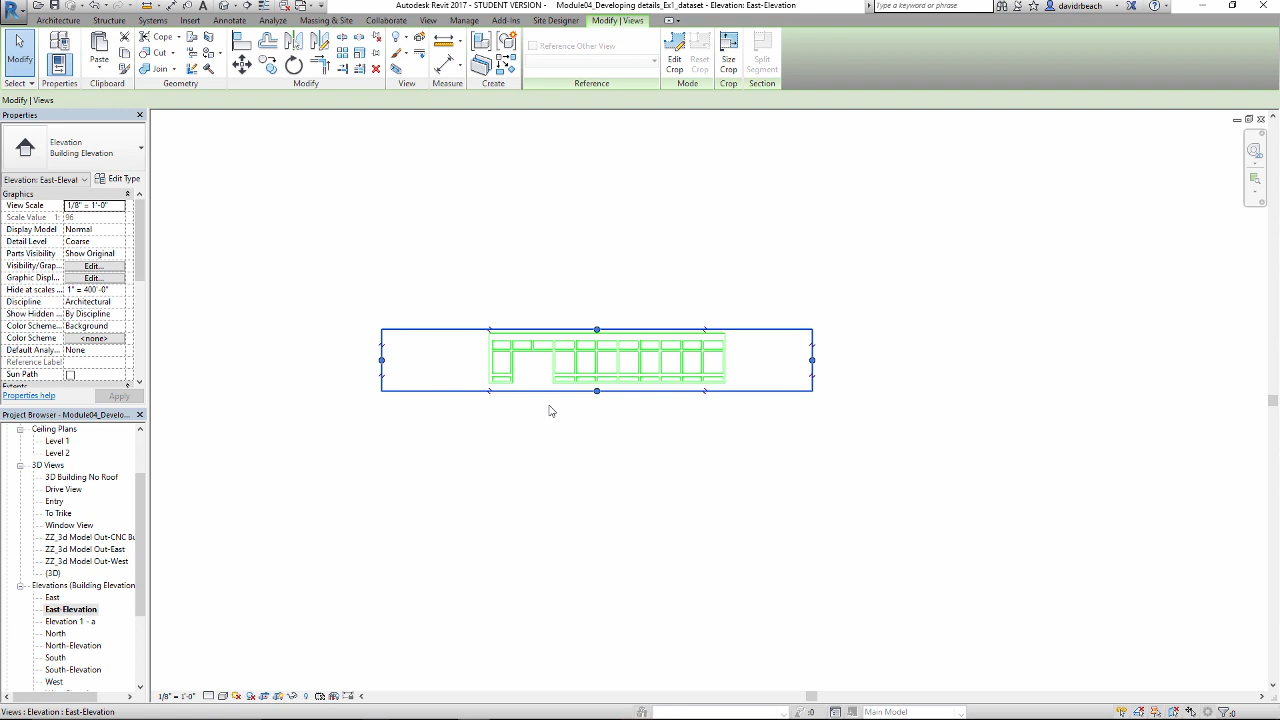 Autodesk Revit 2017 - STUDENT VERSION - Module04_Developing details_Ex1_dataset - Elevation: East-Elevation
Type a keyword or phrase
davidrbeach
Architecture Structure Systems Insert Annotate Analyze Massing & Site Collaborate View Manage Add-Ins Site Designer Modify | Views
Modify
Paste
Cope
Cut
Join
Reference Other View
Edit Crop
Reset Crop
Size Crop
Split Segment
Select Properties Clipboard Geometry Modify View Measure Create Reference Mode Crop Section
Modify | Views
Properties
Elevation
Building Elevation
Elevation: East-Elevat
Edit Type
Graphics
View Scale 1/8" = 1'-0"
Scale Value 1: 96
Display Model Normal
Detail Level Coarse
Parts Visibility Show Original
Visibility/Grap... Edit...
Graphic Displ... Edit...
Hide at scales ... 1" = 400'-0"
Discipline Architectural
Show Hidden ... By Discipline
Color Scheme... Background
Color Scheme <none>
Default Analy... None
Reference Label
Sun Path
Extents
Properties help
Apply
Project Browser - Module04_Develo...
Ceiling Plans
Level 1
Level 2
3D Views
3D Building No Roof
Drive View
Entry
To Trike
Window View
ZZ_3d Model Out-CNC Bu
ZZ_3d Model Out-East
ZZ_3d Model Out-West
{3D}
Elevations (Building Elevation
East
East-Elevation
Elevation 1 - a
North
North-Elevation
South
South-Elevation
West
1/8" = 1'-0"
Views : Elevation : East-Elevation
:0
Main Model
:0